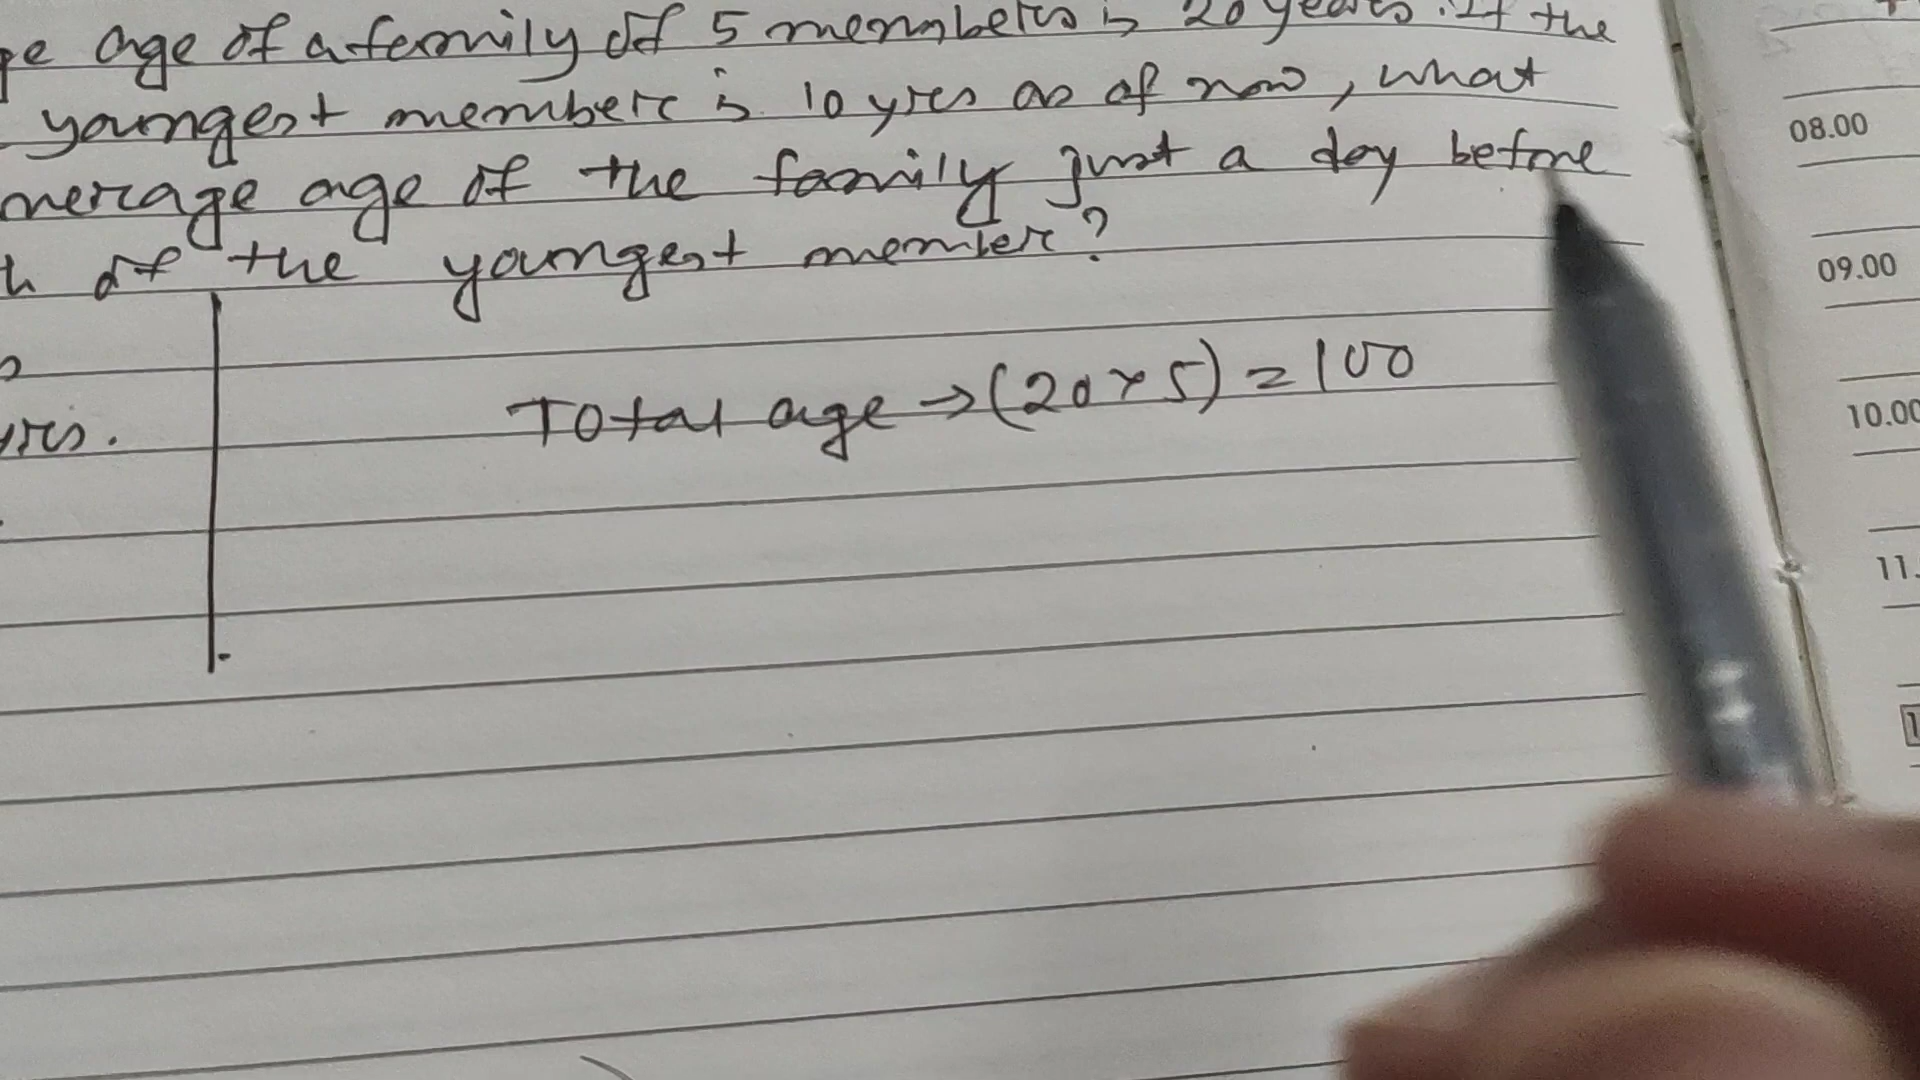 age of a family of 5 members is 20 years. If the
youngest member is 10 yrs as of now, what
average age of the family just a day before
of the youngest member?
yrs.
Total age → (20 × 5) = 100
08.00
09.00
10.00
11.